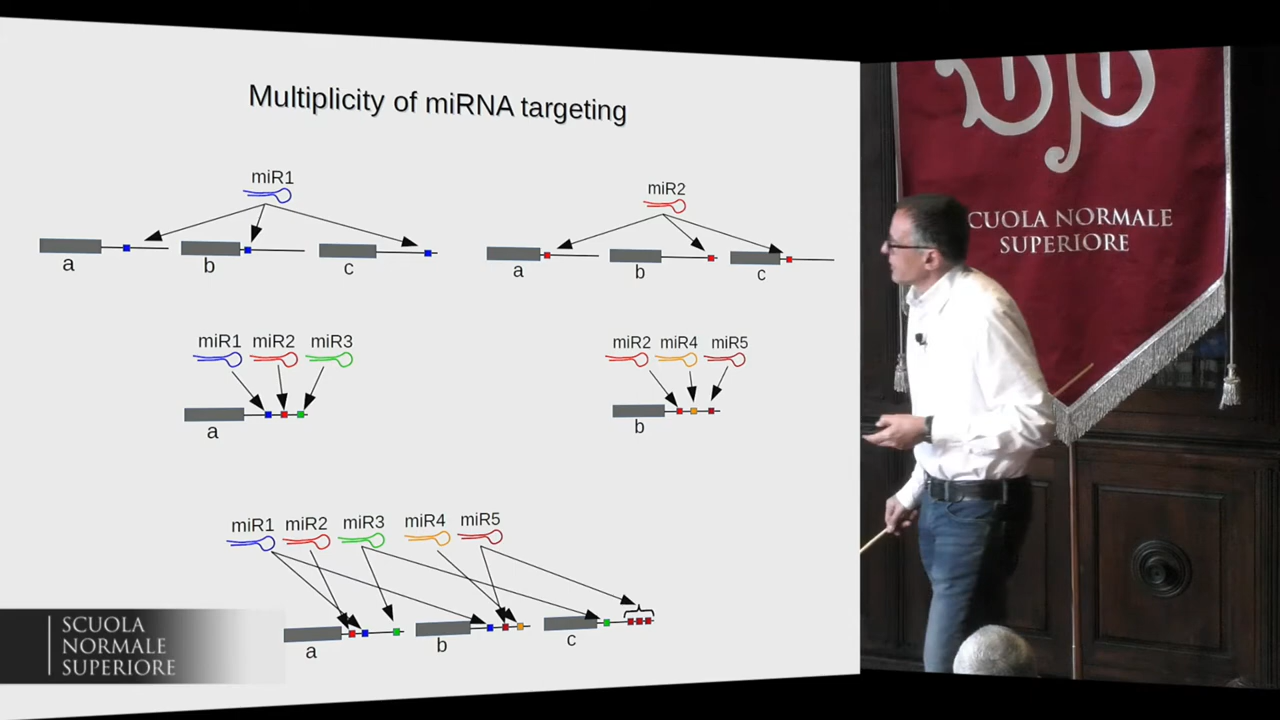 Multiplicity of miRNA targeting
miR1
miR2
a
b
c
a
b
c
miR1 miR2 miR3
miR2 miR4 miR5
a
b
miR1 miR2 miR3 miR4 miR5
a
b
c
SCUOLA
NORMALE
SUPERIORE
CUOLA NORMALE
SUPERIORE